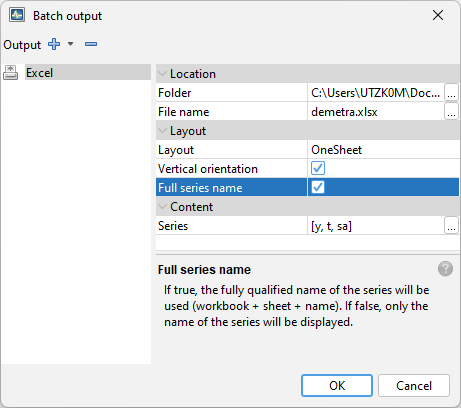 Batch output
Output
Excel
Location
Folder C:\Users\UTZK0M\Doc... ...
File name demetra.xlsx ...
Layout
Layout OneSheet
Vertical orientation
Full series name
Content
Series [y, t, sa] ...
Full series name
If true, the fully qualified name of the series will be
used (workbook + sheet + name). If false, only the
name of the series will be displayed.
OK Cancel